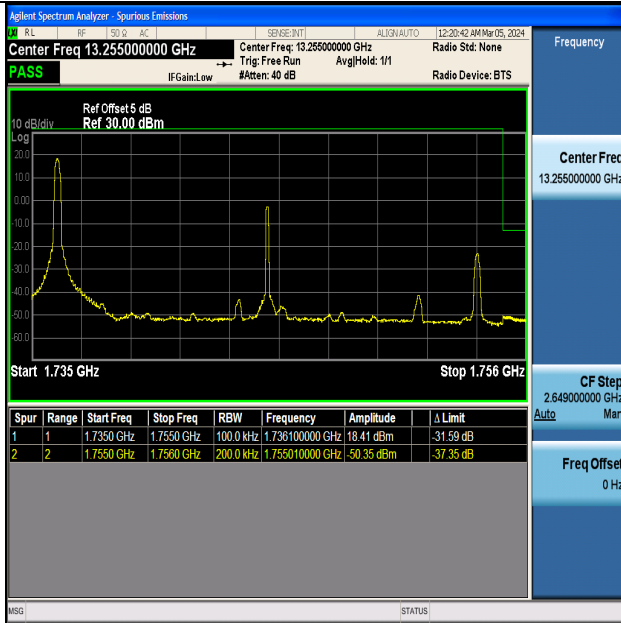 Agilent Spectrum Analyzer - Spurious Emissions
RL RF 50 Ω AC SENSE:INT ALIGN AUTO 12:20:42 AM Mar 05, 2024
Center Freq 13.255000000 GHz
Center Freq: 13.255000000 GHz
Radio Std: None
Trig: Free Run Avg|Hold: 1/1
PASS
IFGain:Low
#Atten: 40 dB
Radio Device: BTS
Frequency
Ref Offset 5 dB
10 dB/div Ref 30.00 dBm
Log
20.0
10.0
0.00
-10.0
-20.0
-30.0
-40.0
-50.0
-60.0
Start 1.735 GHz Stop 1.756 GHz
Center Freq
13.255000000 GHz
CF Step
2.649000000 GHz
Auto Man
Freq Offset
0 Hz
Spur Range Start Freq Stop Freq RBW Frequency Amplitude Δ Limit
1 1 1.7350 GHz 1.7550 GHz 100.0 kHz 1.736100000 GHz 18.41 dBm -31.59 dB
2 2 1.7550 GHz 1.7560 GHz 200.0 kHz 1.755010000 GHz -50.35 dBm -37.35 dB
MSG STATUS